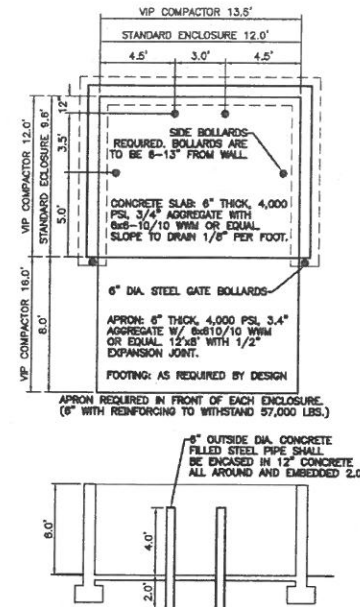 VIP COMPACTOR 13.5'
STANDARD ENCLOSURE 12.0'
4.5' 3.0' 4.5'
VIP COMPACTOR 12.0'
STANDARD ECLOSURE 9.6'
12"
3.5'
5.0'
SIDE BOLLARDS
REQUIRED. BOLLARDS ARE
TO BE 6-13" FROM WALL.
CONCRETE SLAB: 6" THICK, 4,000
PSI, 3/4" AGGREGATE WITH
6x6-10/10 WWM OR EQUAL.
SLOPE TO DRAIN 1/8" PER FOOT.
6" DIA. STEEL GATE BOLLARDS
VIP COMPACTOR 16.0'
8.0'
APRON: 6" THICK, 4,000 PSI, 3.4"
AGGREGATE W/ 6x610/10 WWM
OR EQUAL 12'x8' WITH 1/2"
EXPANSION JOINT.
FOOTING: AS REQUIRED BY DESIGN
APRON REQUIRED IN FRONT OF EACH ENCLOSURE.
(6" WITH REINFORCING TO WITHSTAND 57,000 LBS.)
6" OUTSIDE DIA. CONCRETE
FILLED STEEL PIPE SHALL
BE ENCASED IN 12" CONCRETE
ALL AROUND AND EMBEDDED 2.0
6.0'
4.0'
2.0'